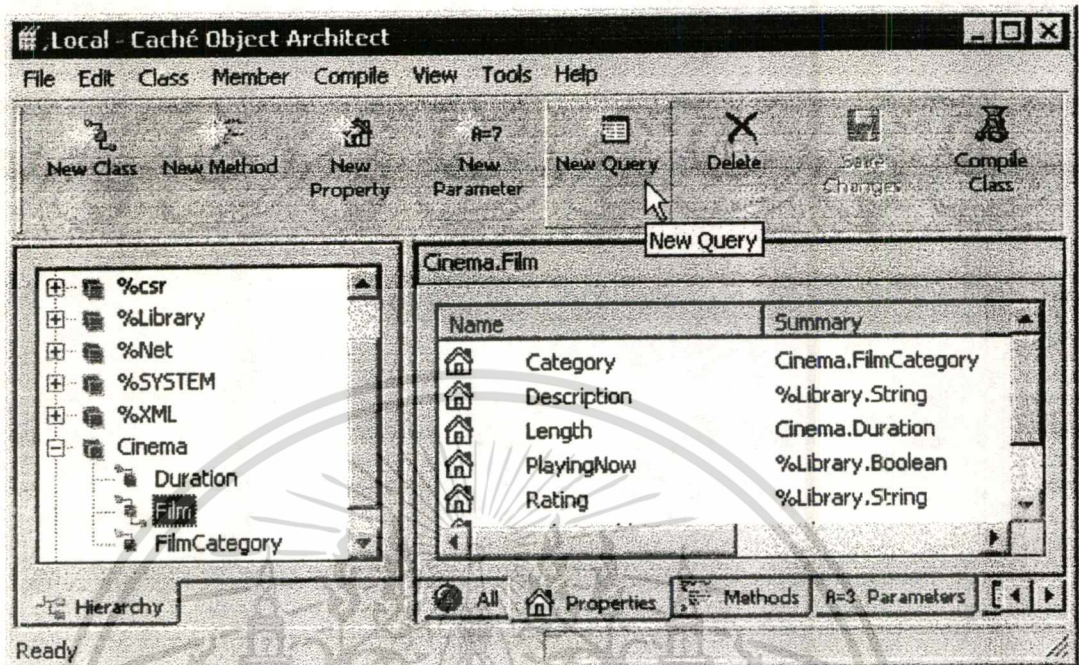 ,Local - Caché Object Architect
File Edit Class Member Compile View Tools Help
New Class New Method New Property A=? New Parameter New Query Delete Save Changes Compile Class
New Query
%csr
%Library
%Net
%SYSTEM
%XML
Cinema
Duration
Film
FilmCategory
Hierarchy
Cinema.Film
Name Summary
Category Cinema.FilmCategory
Description %Library.String
Length Cinema.Duration
PlayingNow %Library.Boolean
Rating %Library.String
All Properties Methods A=3 Parameters
Ready